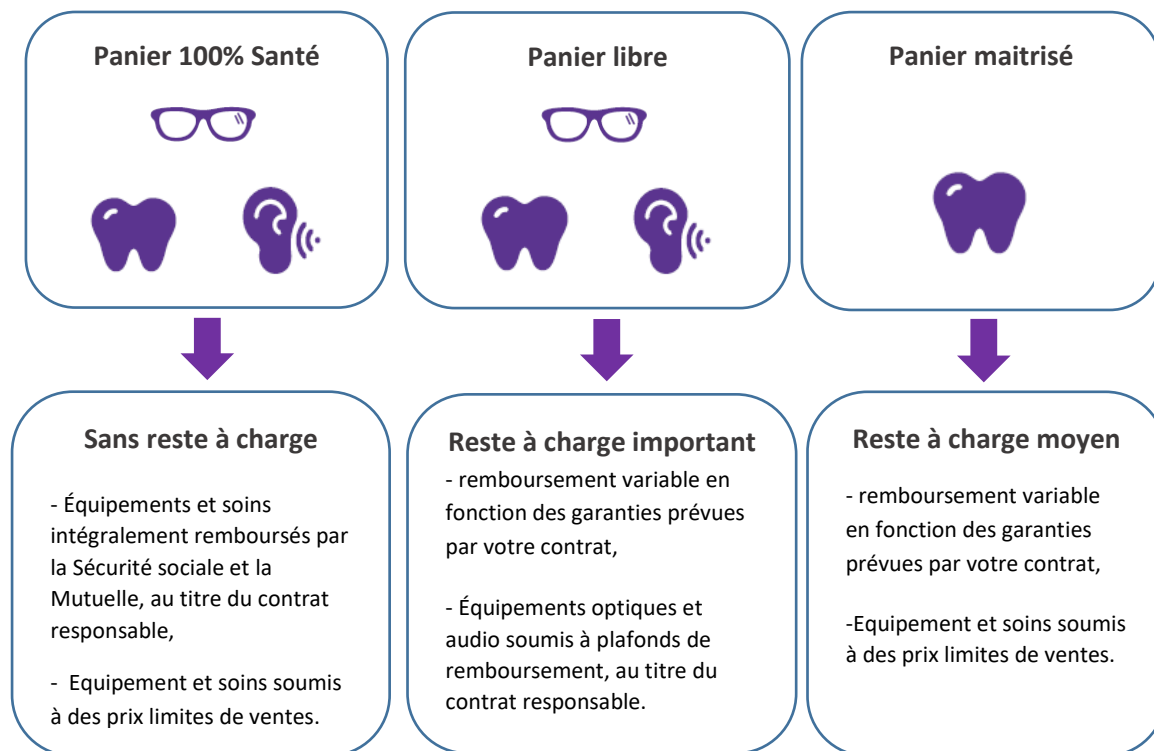 Panier 100% Santé
Panier libre
Panier maitrisé
Sans reste à charge
- Équipements et soins
intégralement remboursés par
la Sécurité sociale et la
Mutuelle, au titre du contrat
responsable,
- Equipement et soins soumis
à des prix limites de ventes.
Reste à charge important
- remboursement variable en
fonction des garanties prévues
par votre contrat,
- Équipements optiques et
audio soumis à plafonds de
remboursement, au titre du
contrat responsable.
Reste à charge moyen
- remboursement variable
en fonction des garanties
prévues par votre contrat,
-Equipement et soins soumis
à des prix limites de ventes.